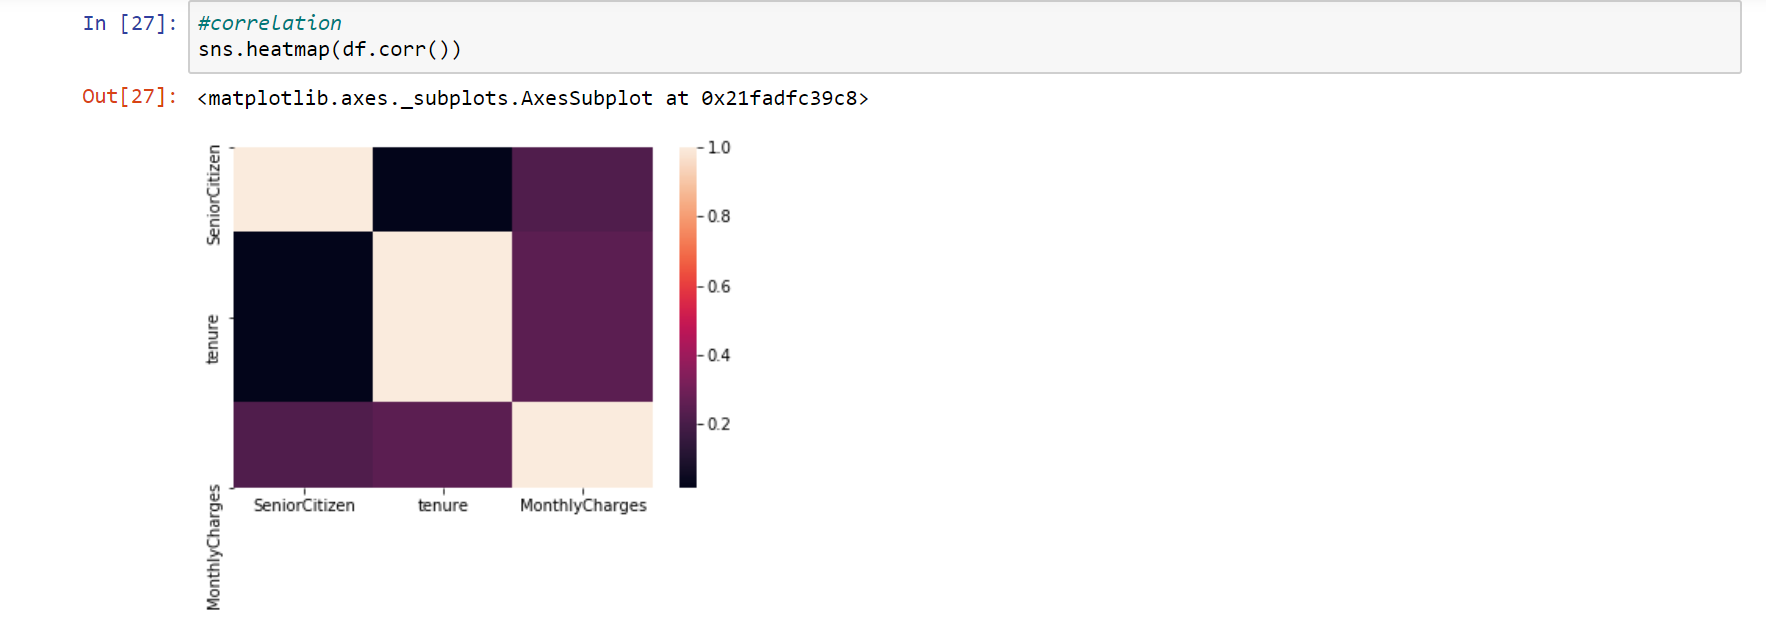 In [27]:
#correlation
sns.heatmap(df.corr())
Out[27]:
<matplotlib.axes._subplots.AxesSubplot at 0x21fadfc39c8>
SeniorCitizen
tenure
MonthlyCharges
SeniorCitizen
tenure
MonthlyCharges
1.0
0.8
0.6
0.4
0.2